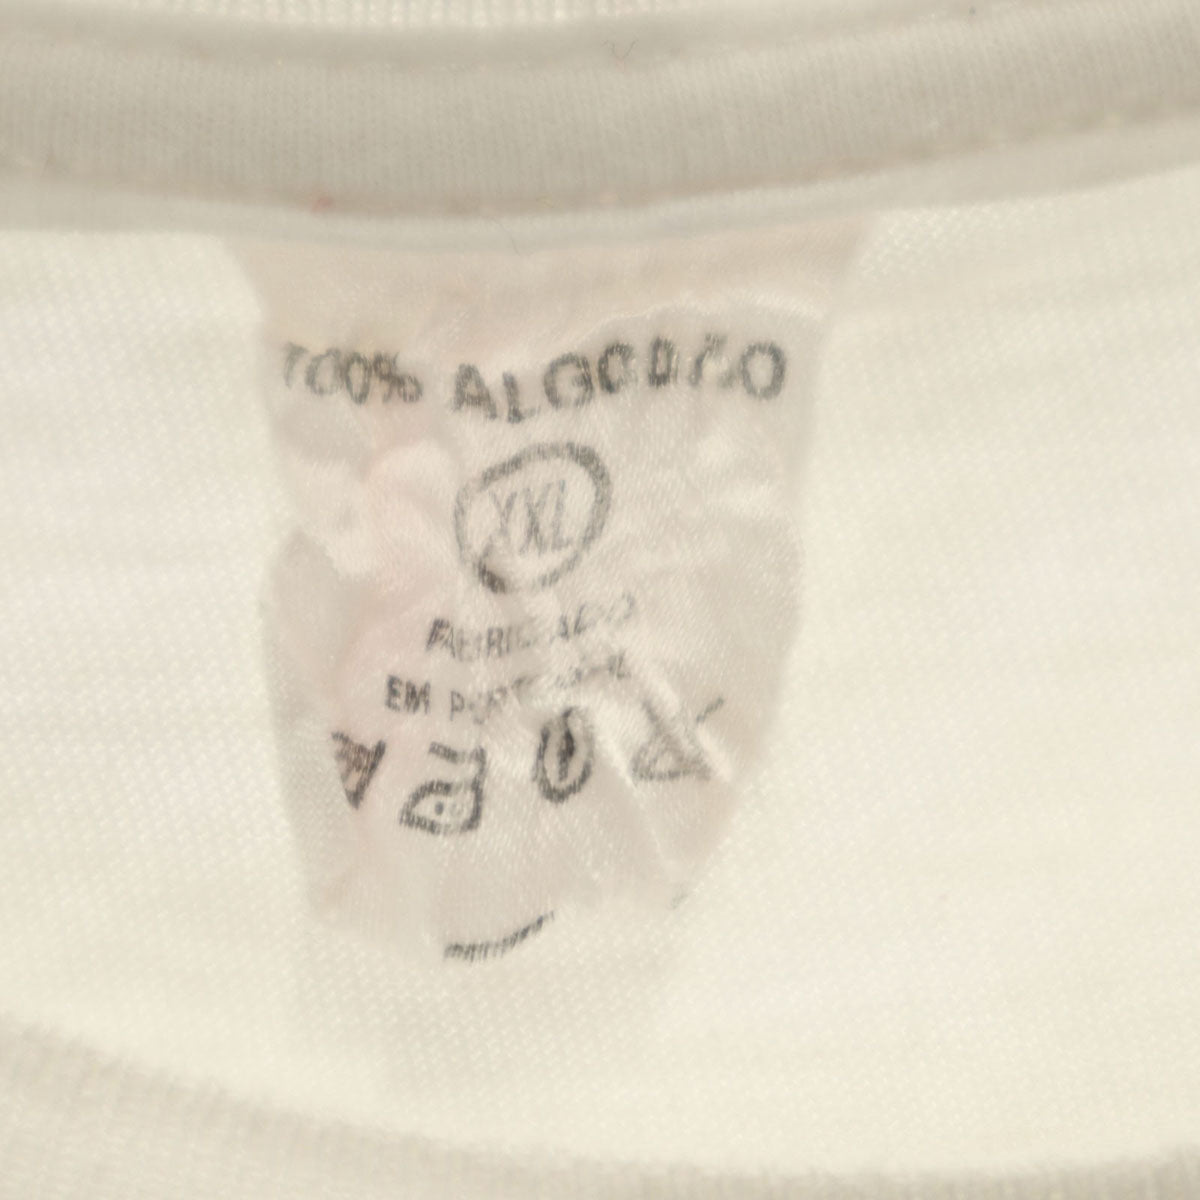 100% ALGODÃO
XXL
FABRICADO
EM PORTUGAL